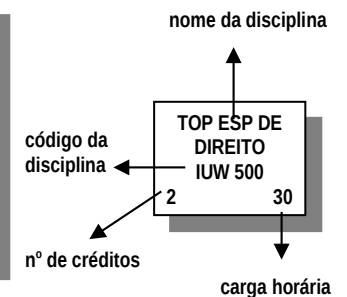 nome da disciplina
TOP ESP DE
DIREITO
IUW 500
2 30
código da
disciplina
nº de créditos
carga horária